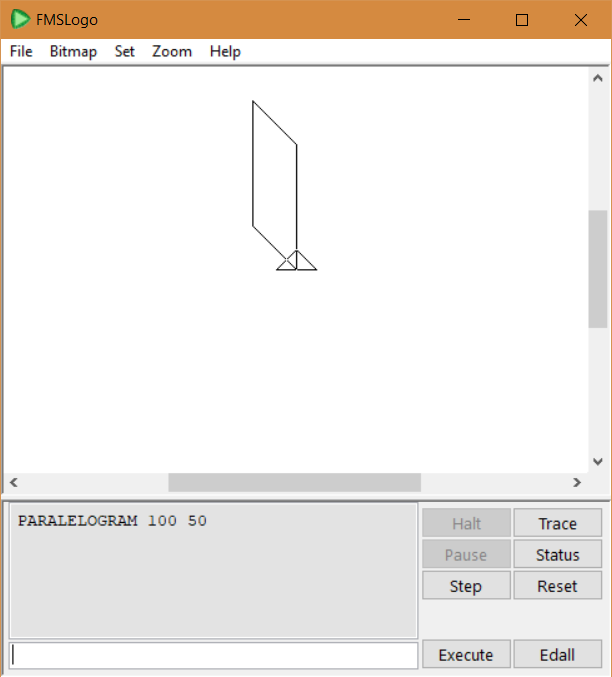 FMSLogo
File Bitmap Set Zoom Help
PARALELOGRAM 100 50
Halt Trace
Pause Status
Step Reset
Execute Edall